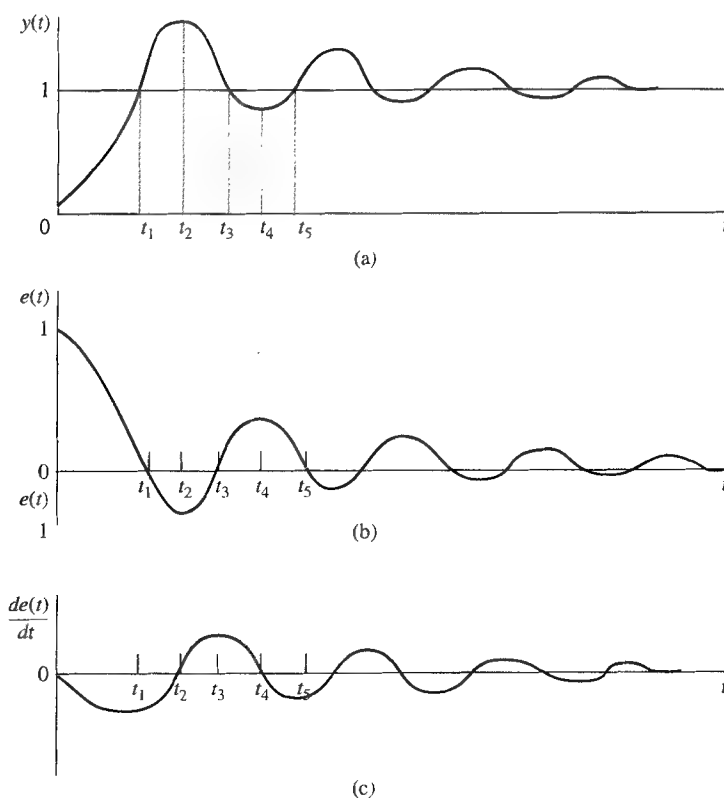 y(t)
1
0
t₁ t₂ t₃ t₄ t₅ t
(a)
e(t)
1
0
t₁ t₂ t₃ t₄ t₅ t
e(t)
1
(b)
de(t)
dt
0
t₁ t₂ t₃ t₄ t₅ t
(c)